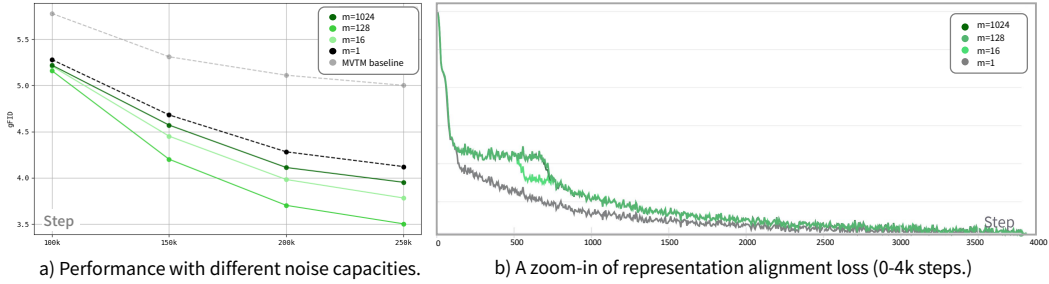 m=1024
m=128
m=16
m=1
MVTM baseline
gFID
5.5
5.0
4.5
4.0
3.5
Step
100k
150k
200k
250k
a) Performance with different noise capacities.
m=1024
m=128
m=16
m=1
Step
0
500
1000
1500
2000
2500
3000
3500
4000
b) A zoom-in of representation alignment loss (0-4k steps.)